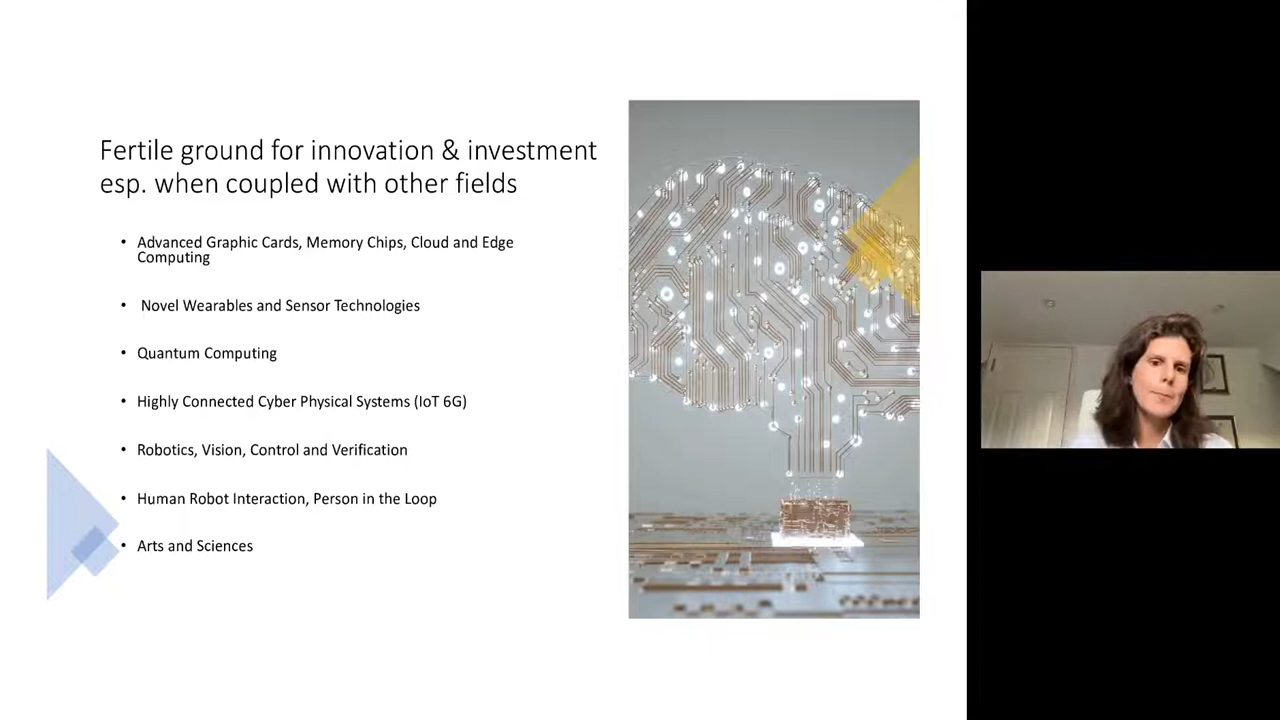 Fertile ground for innovation & investment
esp. when coupled with other fields
• Advanced Graphic Cards, Memory Chips, Cloud and Edge
Computing
• Novel Wearables and Sensor Technologies
• Quantum Computing
• Highly Connected Cyber Physical Systems (IoT 6G)
• Robotics, Vision, Control and Verification
• Human Robot Interaction, Person in the Loop
• Arts and Sciences